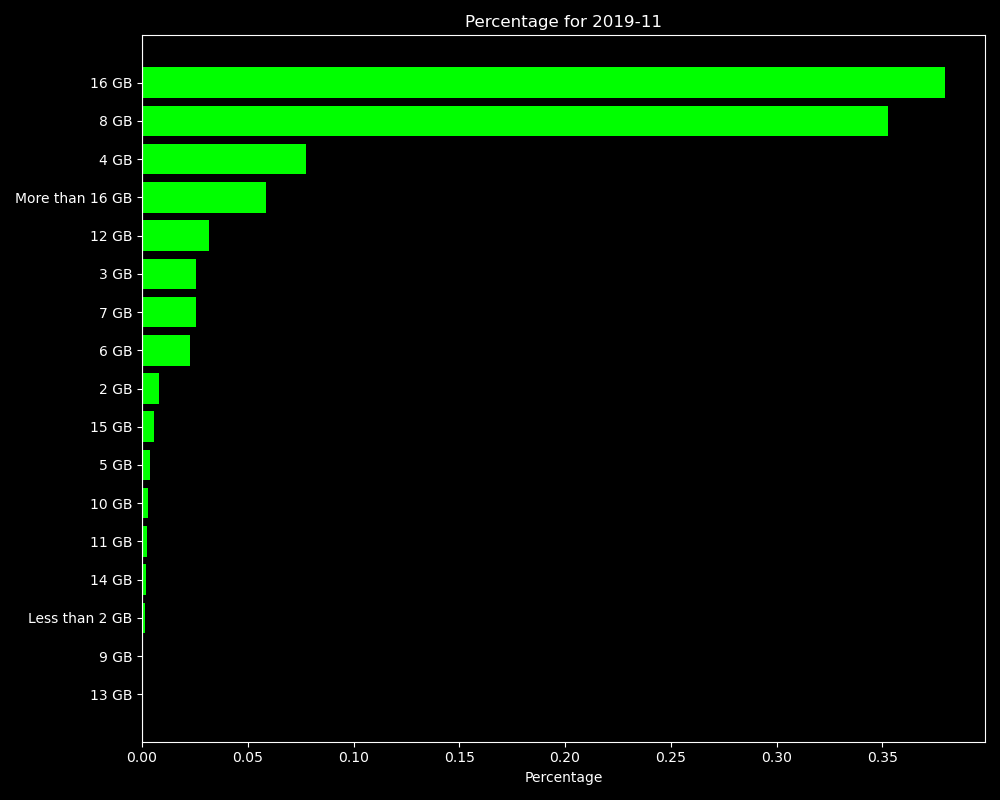 Percentage for 2019-11
16 GB
8 GB
4 GB
More than 16 GB
12 GB
3 GB
7 GB
6 GB
2 GB
15 GB
5 GB
10 GB
11 GB
14 GB
Less than 2 GB
9 GB
13 GB
0.00 0.05 0.10 0.15 0.20 0.25 0.30 0.35
Percentage